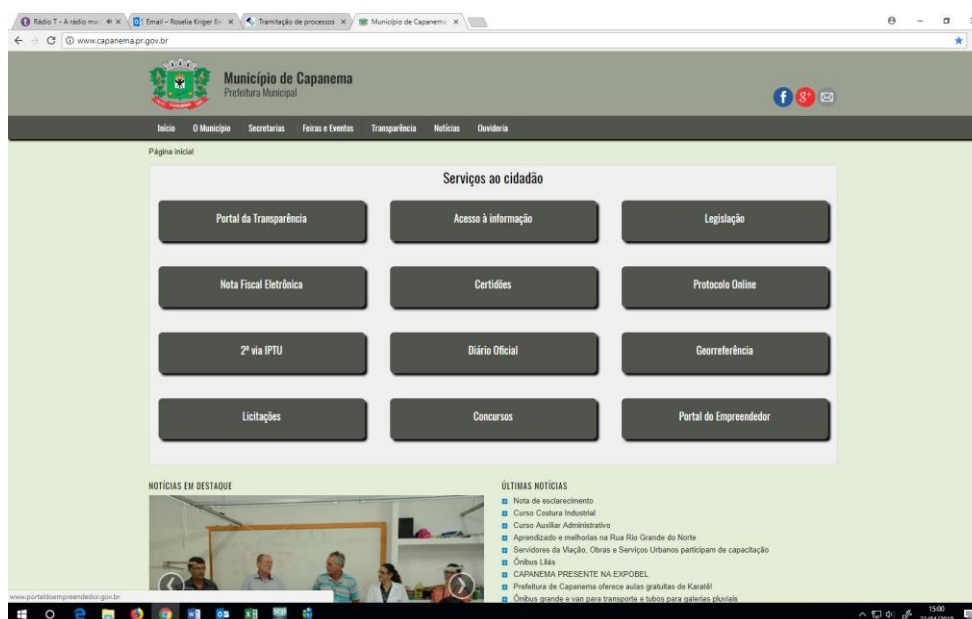 Rádio T - A rádio mu
Email – Roselia Kriger Be
Tramitação de processos
Município de Capanema
www.capanema.pr.gov.br
Município de Capanema
Prefeitura Municipal
Início O Município Secretarias Feiras e Eventos Transparência Notícias Ouvidoria
Página inicial
Serviços ao cidadão
Portal da Transparência Acesso à informação Legislação
Nota Fiscal Eletrônica Certidões Protocolo Online
2ª via IPTU Diário Oficial Georreferência
Licitações Concursos Portal do Empreendedor
NOTÍCIAS EM DESTAQUE
ÚLTIMAS NOTÍCIAS
Nota de esclarecimento
Curso Costura Industrial
Curso Auxiliar Administrativo
Aprendizado e melhorias na Rua Rio Grande do Norte
Servidores da Viação, Obras e Serviços Urbanos participam de capacitação
Ônibus Lilás
CAPANEMA PRESENTE NA EXPOBEL
Prefeitura de Capanema oferece aulas gratuitas de Karatê!
Ônibus grande e van para transporte e tubos para galerias pluviais
www.portaldoempreendedor.gov.br
15:00